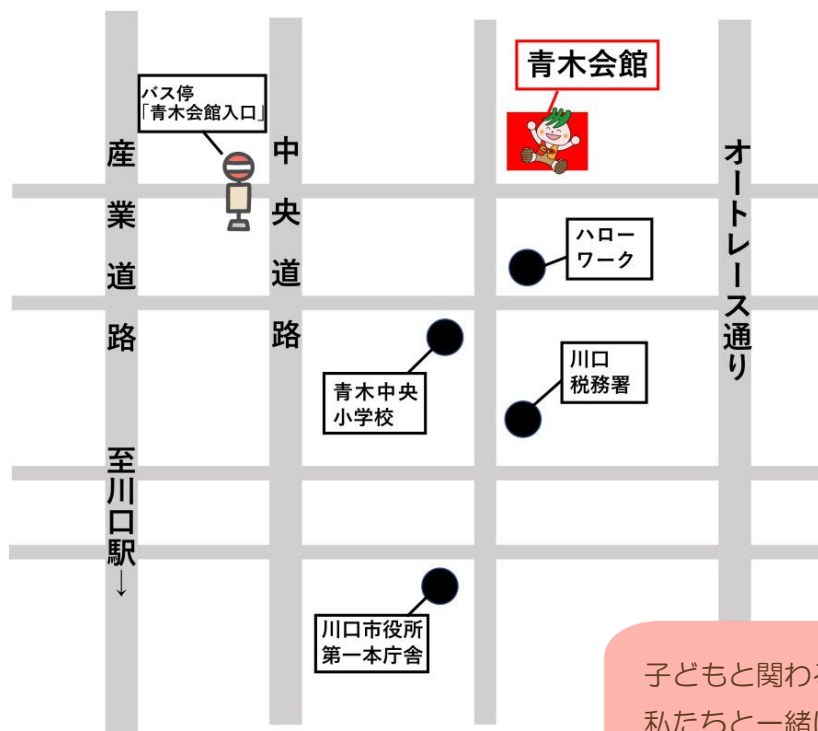 青木会館
バス停
「青木会館入口」
産業道路
中央道路
オートレース通り
ハロー
ワーク
青木中央
小学校
川口
税務署
至川口駅↓
川口市役所
第一本庁舎
子どもと関わ
私たちと一緒